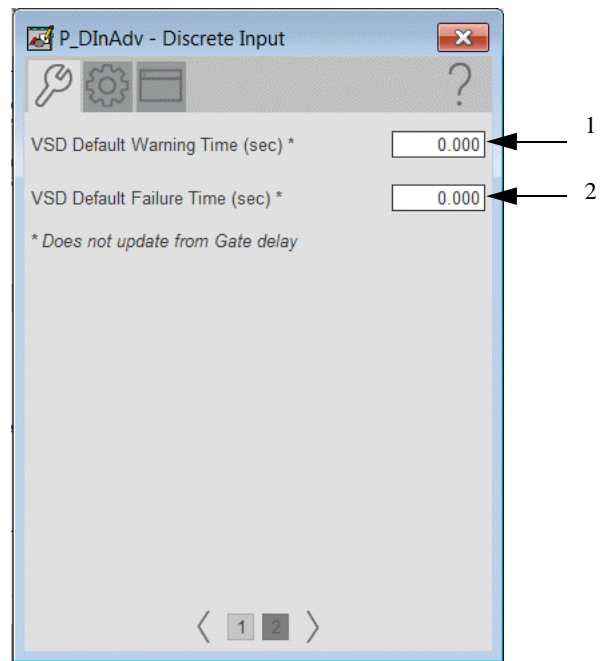 P_DInAdv - Discrete Input
?
VSD Default Warning Time (sec) * 0.000 1
VSD Default Failure Time (sec) * 0.000 2
* Does not update from Gate delay
1 2